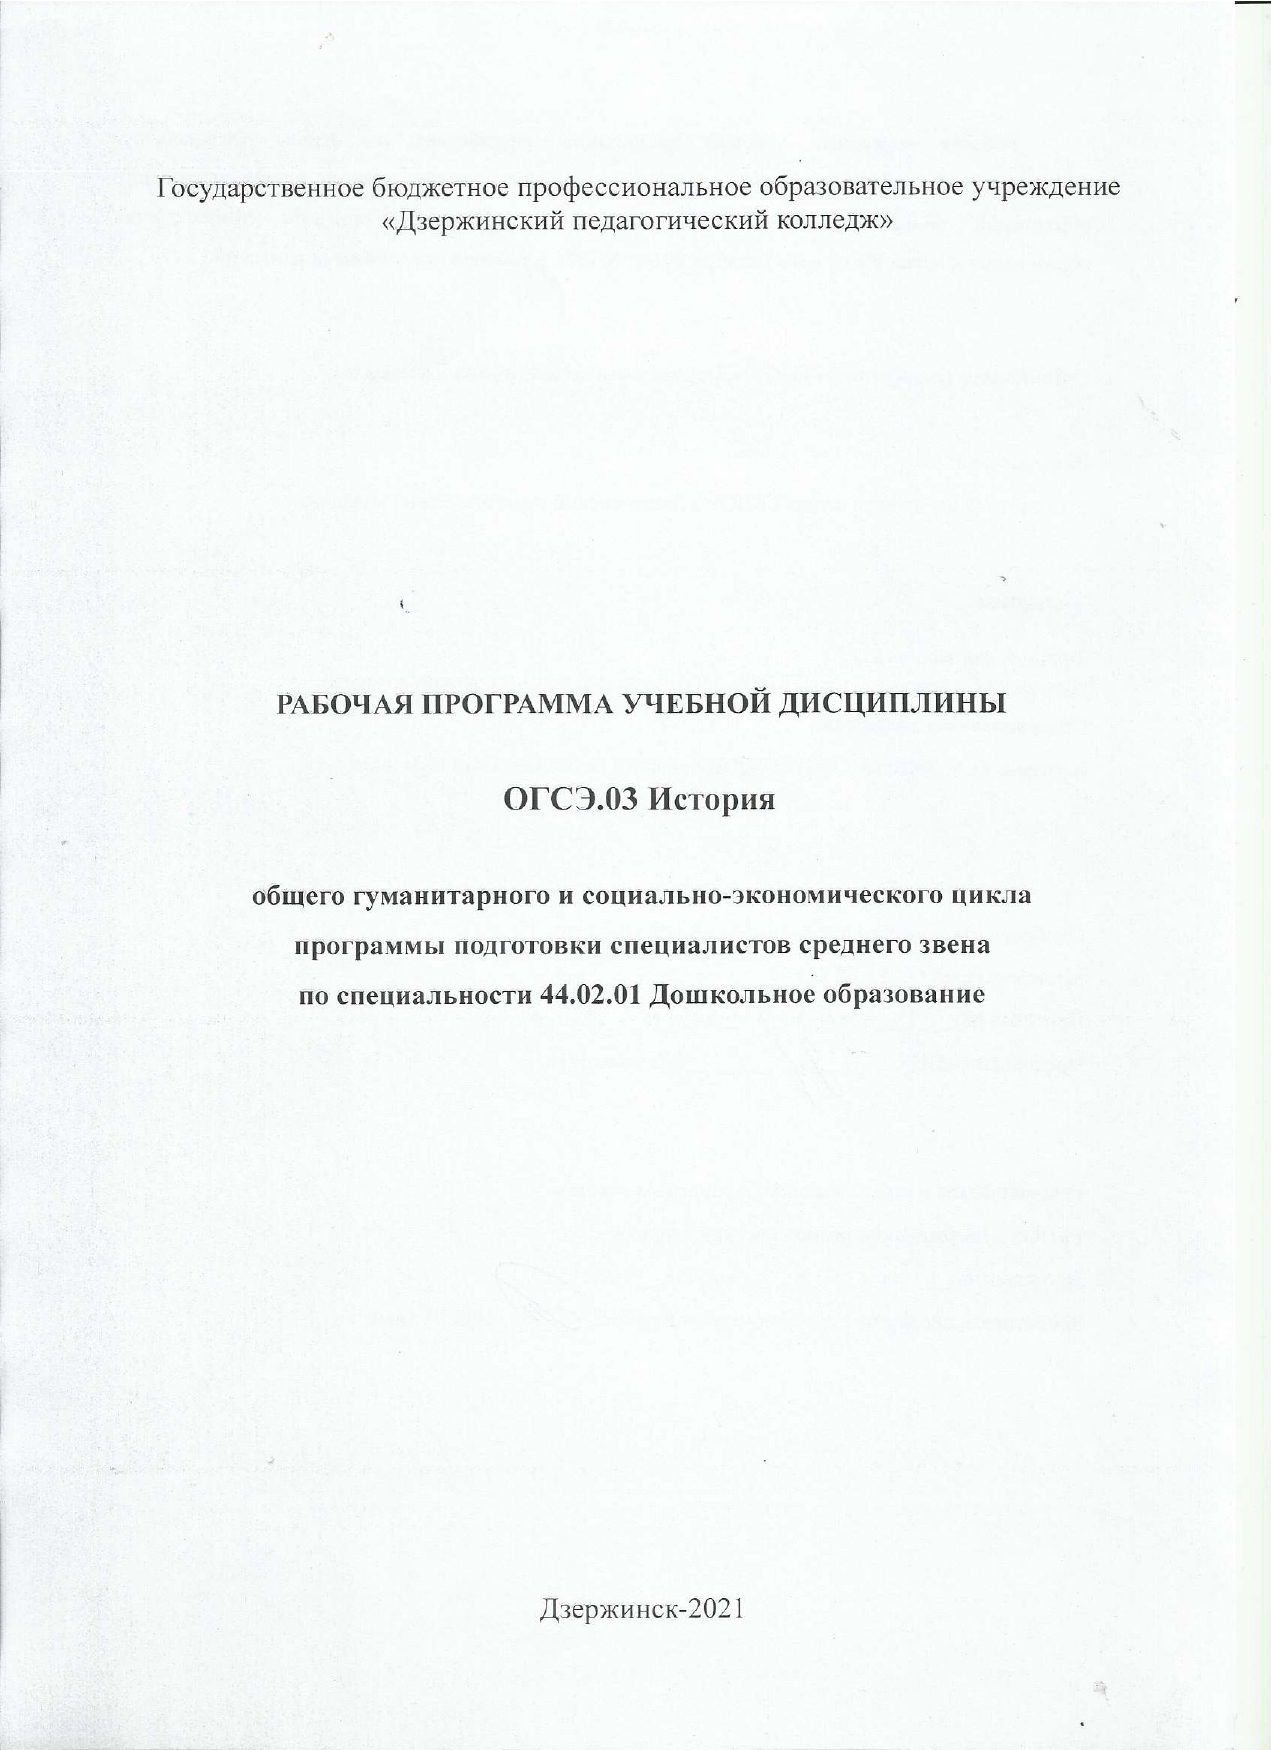 Государственное бюджетное профессиональное образовательное учреждение
«Дзержинский педагогический колледж»
РАБОЧАЯ ПРОГРАММА УЧЕБНОЙ ДИСЦИПЛИНЫ
ОГСЭ.03 История
общего гуманитарного и социально-экономического цикла
программы подготовки специалистов среднего звена
по специальности 44.02.01 Дошкольное образование
Дзержинск-2021